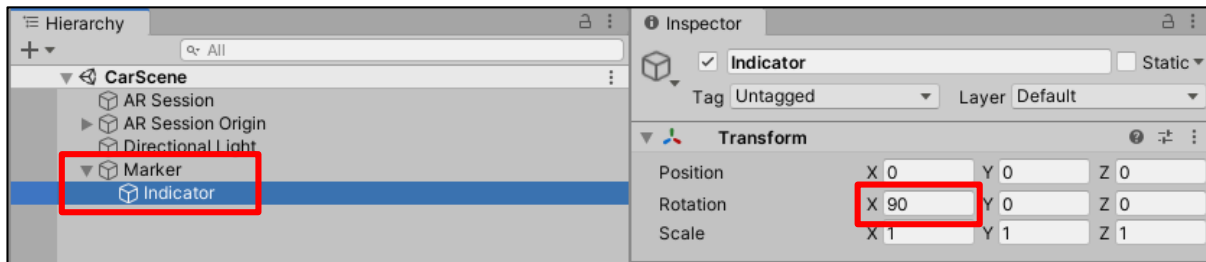 Hierarchy
All
CarScene
AR Session
AR Session Origin
Directional Light
Marker
Indicator
Inspector
Indicator
Static
Tag Untagged Layer Default
Transform
Position X 0 Y 0 Z 0
Rotation X 90 Y 0 Z 0
Scale X 1 Y 1 Z 1